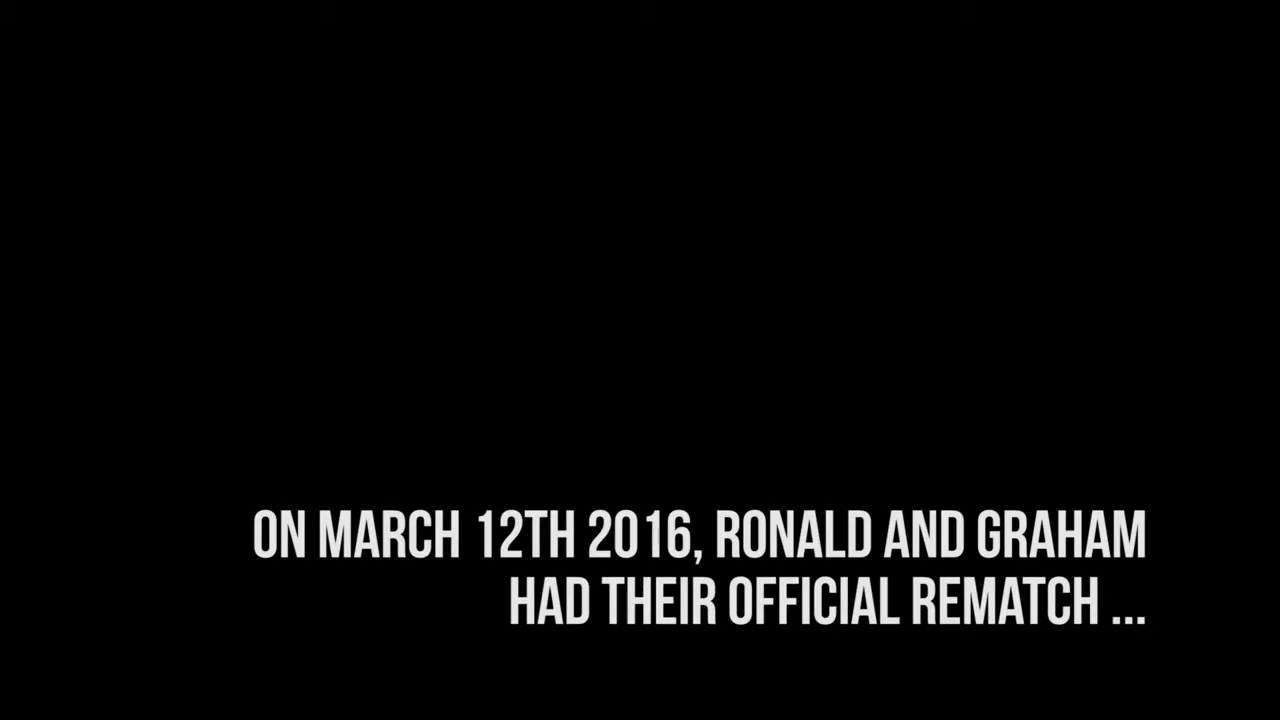 ON MARCH 12TH 2016, RONALD AND GRAHAM
HAD THEIR OFFICIAL REMATCH ...